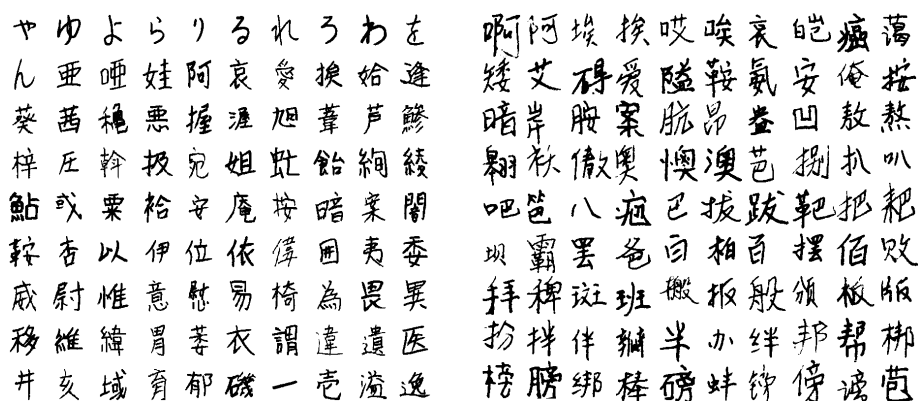 や ゆ よ ら り る れ ろ わ を
ん 亜 唖 娃 阿 哀 愛 挨 姶 逢
葵 茜 穐 悪 握 渥 旭 葦 芦 鯵
梓 圧 斡 扱 宛 姐 虻 飴 絢 綾
鮎 或 粟 袷 安 庵 按 暗 案 闇
鞍 杏 以 伊 位 依 偉 囲 夷 委
威 尉 惟 意 慰 易 椅 為 畏 異
移 維 緯 胃 萎 衣 謂 違 遺 医
井 亥 域 育 郁 磯 一 壱 溢 逸
啊 阿 埃 挨 哎 唉 哀 皑 癌 蔼
矮 艾 碍 爱 隘 鞍 氨 安 俺 按
暗 岸 胺 案 肮 昂 盎 凹 敖 熬
翱 袄 傲 奥 懊 澳 芭 捌 扒 叭
吧 笆 八 疤 巴 拔 跋 靶 把 耙
坝 霸 罢 爸 白 柏 百 摆 佰 败
拜 稗 斑 班 搬 扳 般 颁 板 版
扮 拌 伴 瓣 半 办 绊 邦 帮 梆
榜 膀 绑 棒 磅 蚌 镑 傍 谤 苞